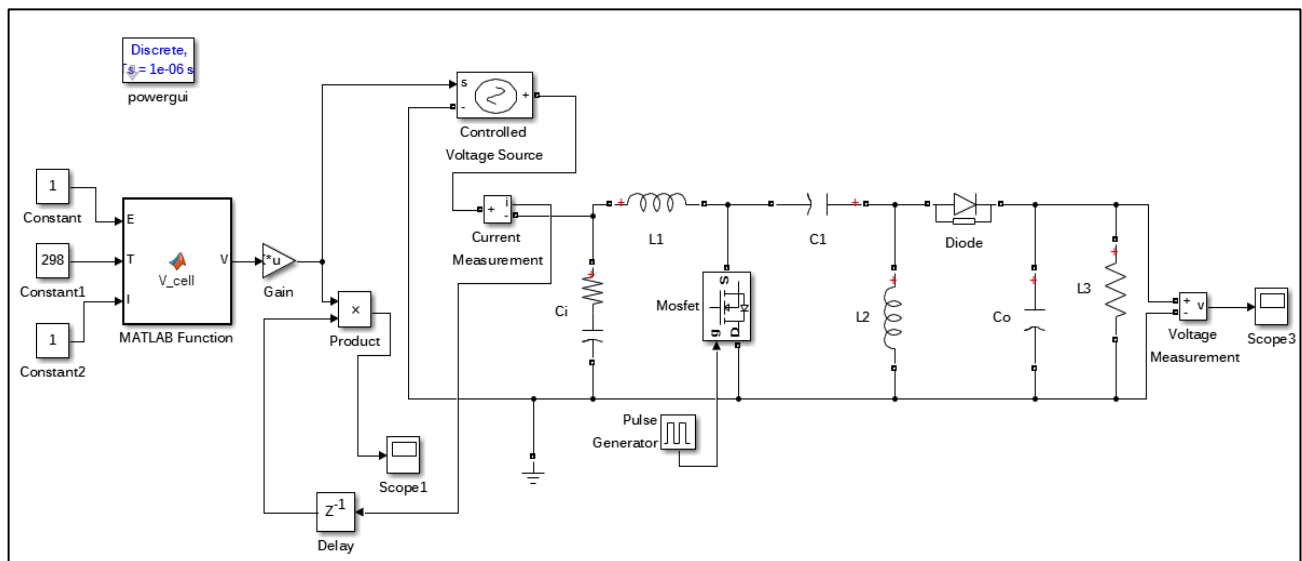 Discrete,
Ts = 1e-06 s
powergui
s
-
+
Controlled
Voltage Source
1
Constant
298
Constant1
1
Constant2
E
T
I
V_cell
V
MATLAB Function
*u
Gain
×
Product
+
i
-
Current
Measurement
+
L1
C1
+
Diode
+
Ci
Mosfet
S
g
D
+
L2
+
Co
+
L3
+
-
v
Voltage
Measurement
Scope3
Pulse
Generator
Scope1
Z-1
Delay